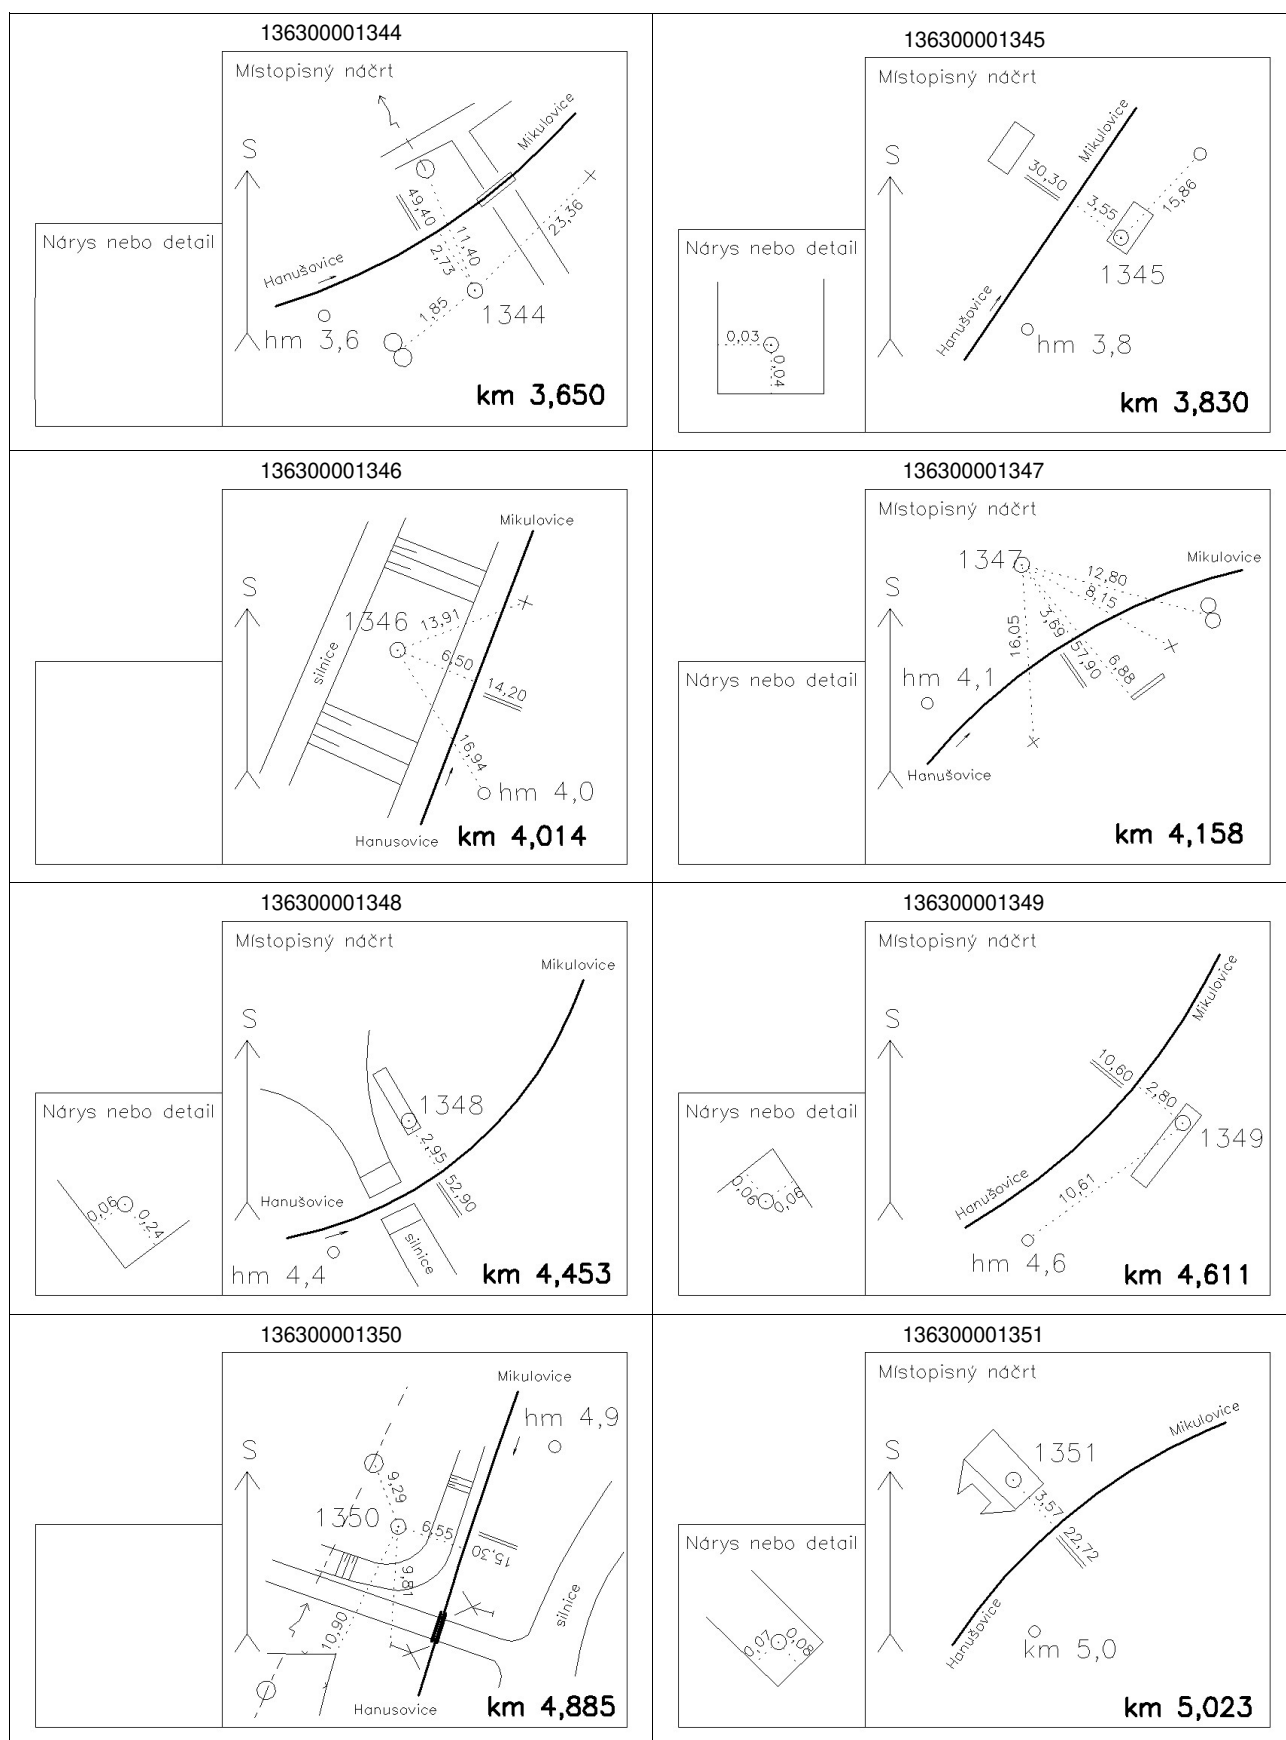 136300001344
Místopisný náčrt
S
Mikulovice
49,40
11,40
2,73
23,36
Hanušovice
1,85
1344
hm 3,6
km 3,650
Nárys nebo detail
136300001345
Místopisný náčrt
S
Mikulovice
30,30
3,55
15,86
1345
Hanušovice
hm 3,8
km 3,830
Nárys nebo detail
0,03
0,04
136300001346
Mikulovice
S
1346
13,91
6,50
14,20
silnice
16,94
hm 4,0
Hanusovice
km 4,014
136300001347
Místopisný náčrt
1347
Mikulovice
S
12,80
8,15
16,05
3,69
57,90
6,88
hm 4,1
Hanušovice
km 4,158
Nárys nebo detail
136300001348
Místopisný náčrt
Mikulovice
S
1348
2,95
52,90
Hanušovice
silnice
hm 4,4
km 4,453
Nárys nebo detail
0,06
0,24
136300001349
Místopisný náčrt
Mikulovice
S
10,60
2,80
1349
10,61
Hanušovice
hm 4,6
km 4,611
Nárys nebo detail
0,06
0,08
136300001350
Mikulovice
hm 4,9
S
9,29
1350
6,55
15,30
9,81
silnice
10,90
Hanusovice
km 4,885
136300001351
Místopisný náčrt
Mikulovice
S
1351
3,57
22,72
Hanušovice
km 5,0
km 5,023
Nárys nebo detail
0,07
0,08